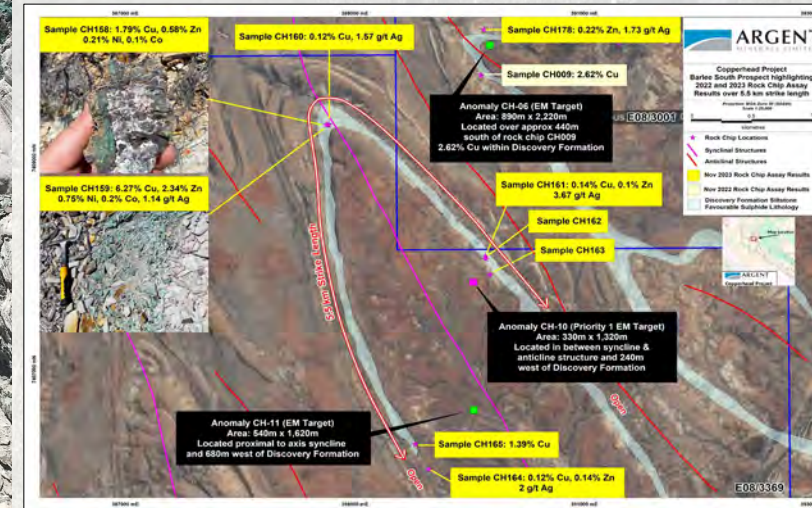 Sample CH158: 1.79% Cu, 0.58% Zn
0.21% Ni, 0.1% Co
Sample CH160: 0.12% Cu, 1.57 g/t Ag
Sample CH178: 0.22% Zn, 1.73 g/t Ag
Sample CH009: 2.62% Cu
ARGENT
MINERALS LIMITED
Copperhead Project
Barlee South Prospect highlighting
2022 and 2023 Rock Chip Assay
Results over 5.5 km strike length
Rock Chip Locations
Synclinal Structures
Anticlinal Structures
Nov 2023 Rock Chip Assay Results
Nov 2022 Rock Chip Assay Results
Discovery Formation Siltstone
Favourable Sulphide Lithology
ARGENT
Copperhead Project
Anomaly CH-06 (EM Target)
Area: 890m x 2,220m
Located over approx 440m
south of rock chip CH009
2.62% Cu within Discovery Formation
E08/3001
Sample CH159: 6.27% Cu, 2.34% Zn
0.75% Ni, 0.2% Co, 1.14 g/t Ag
Sample CH161: 0.14% Cu, 0.1% Zn
3.67 g/t Ag
Sample CH162
Sample CH163
5.5 km Strike Length
Anomaly CH-10 (Priority 1 EM Target)
Area: 330m x 1,320m
Located in between syncline &
anticline structure and 240m
west of Discovery Formation
Open
Anomaly CH-11 (EM Target)
Area: 540m x 1,620m
Located proximal to axis syncline
and 680m west of Discovery Formation
Sample CH165: 1.39% Cu
Open
Sample CH164: 0.12% Cu, 0.14% Zn
2 g/t Ag
E08/3369